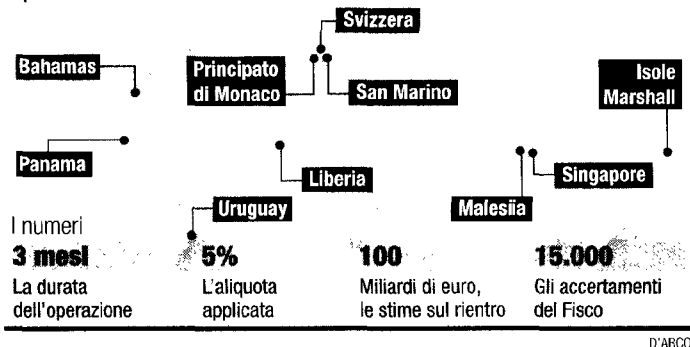 Svizzera
Bahamas
Principato
di Monaco
San Marino
Isole
Marshall
Panama
Liberia
Singapore
Uruguay
Malesiia
I numeri
3 mesi
5%
100
15.000
La durata
dell'operazione
L'aliquota
applicata
Miliardi di euro,
le stime sul rientro
Gli accertamenti
del Fisco
D'ARCO